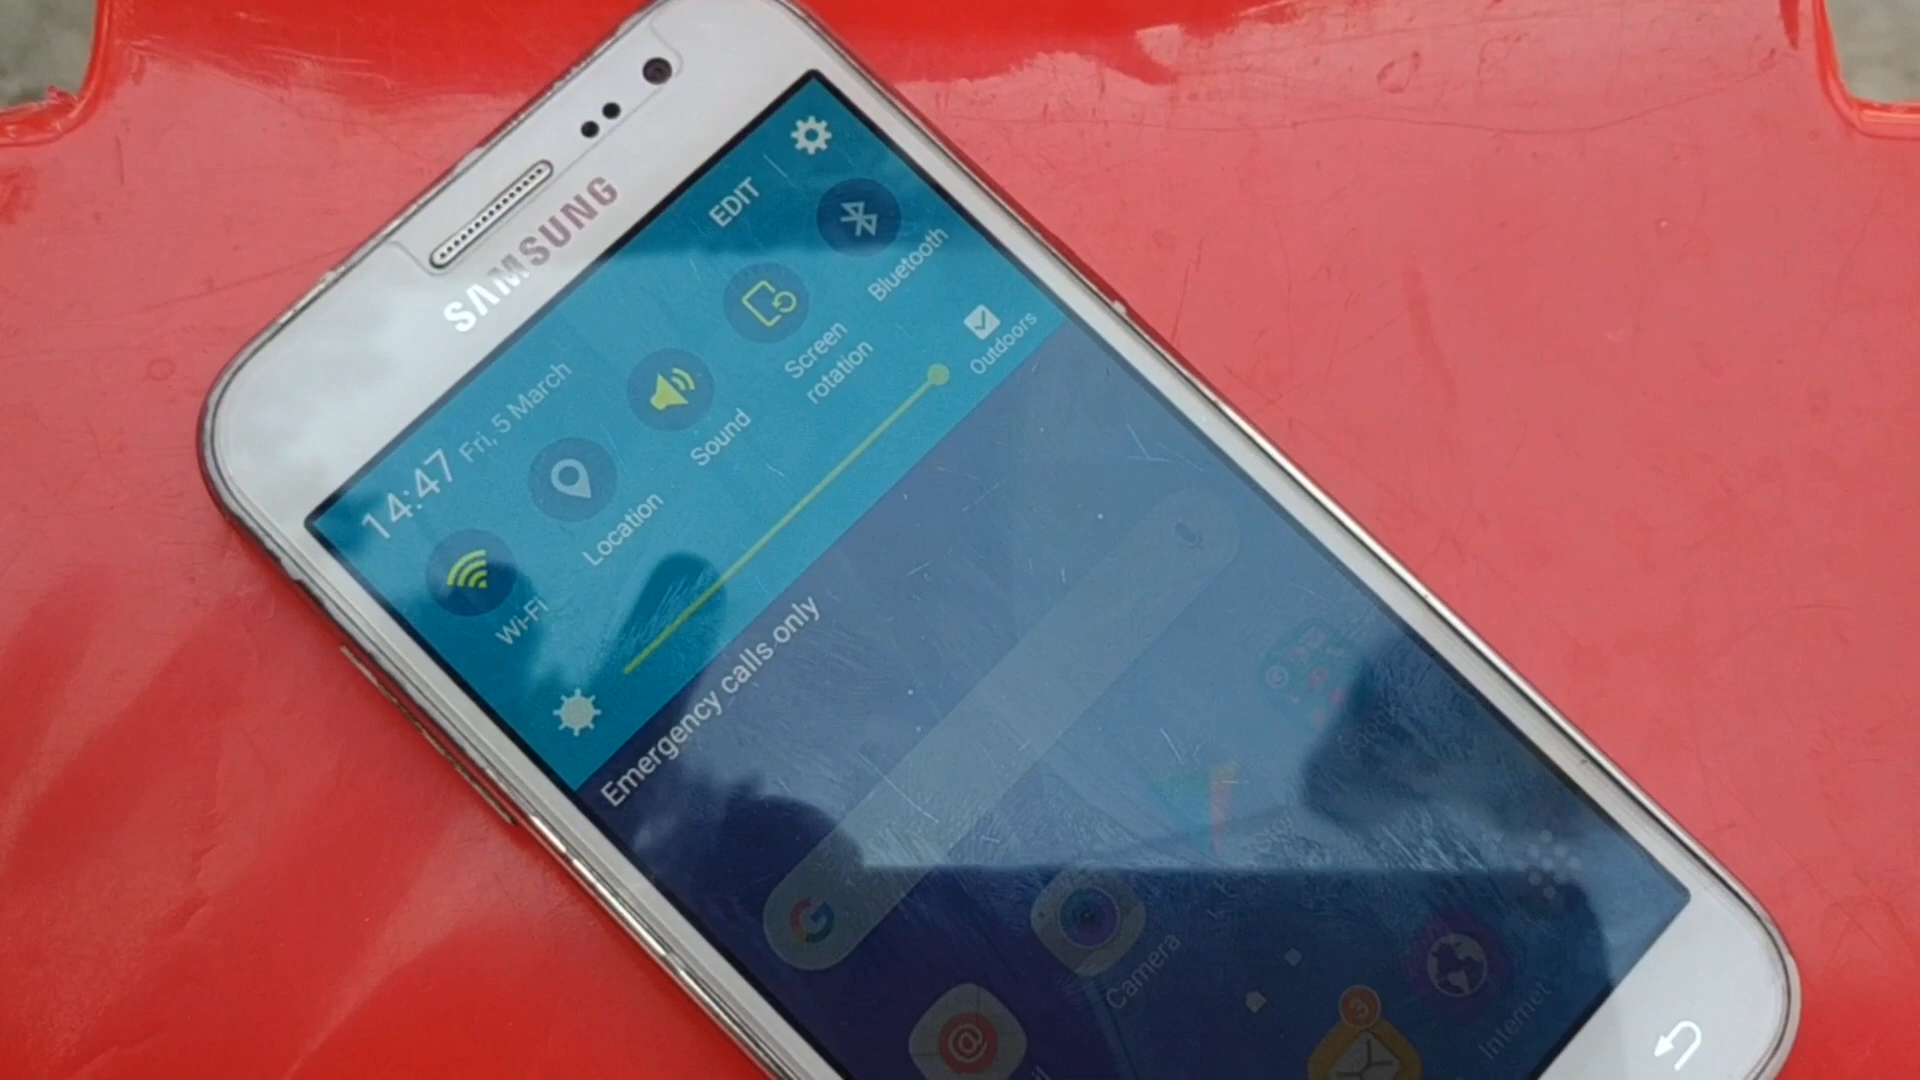 SAMSUNG
14:47 Fri, 5 March
EDIT
Wi-Fi
Location
Sound
Screen
rotation
Bluetooth
Outdoors
Emergency calls only
G
Camera
Internet
3
@